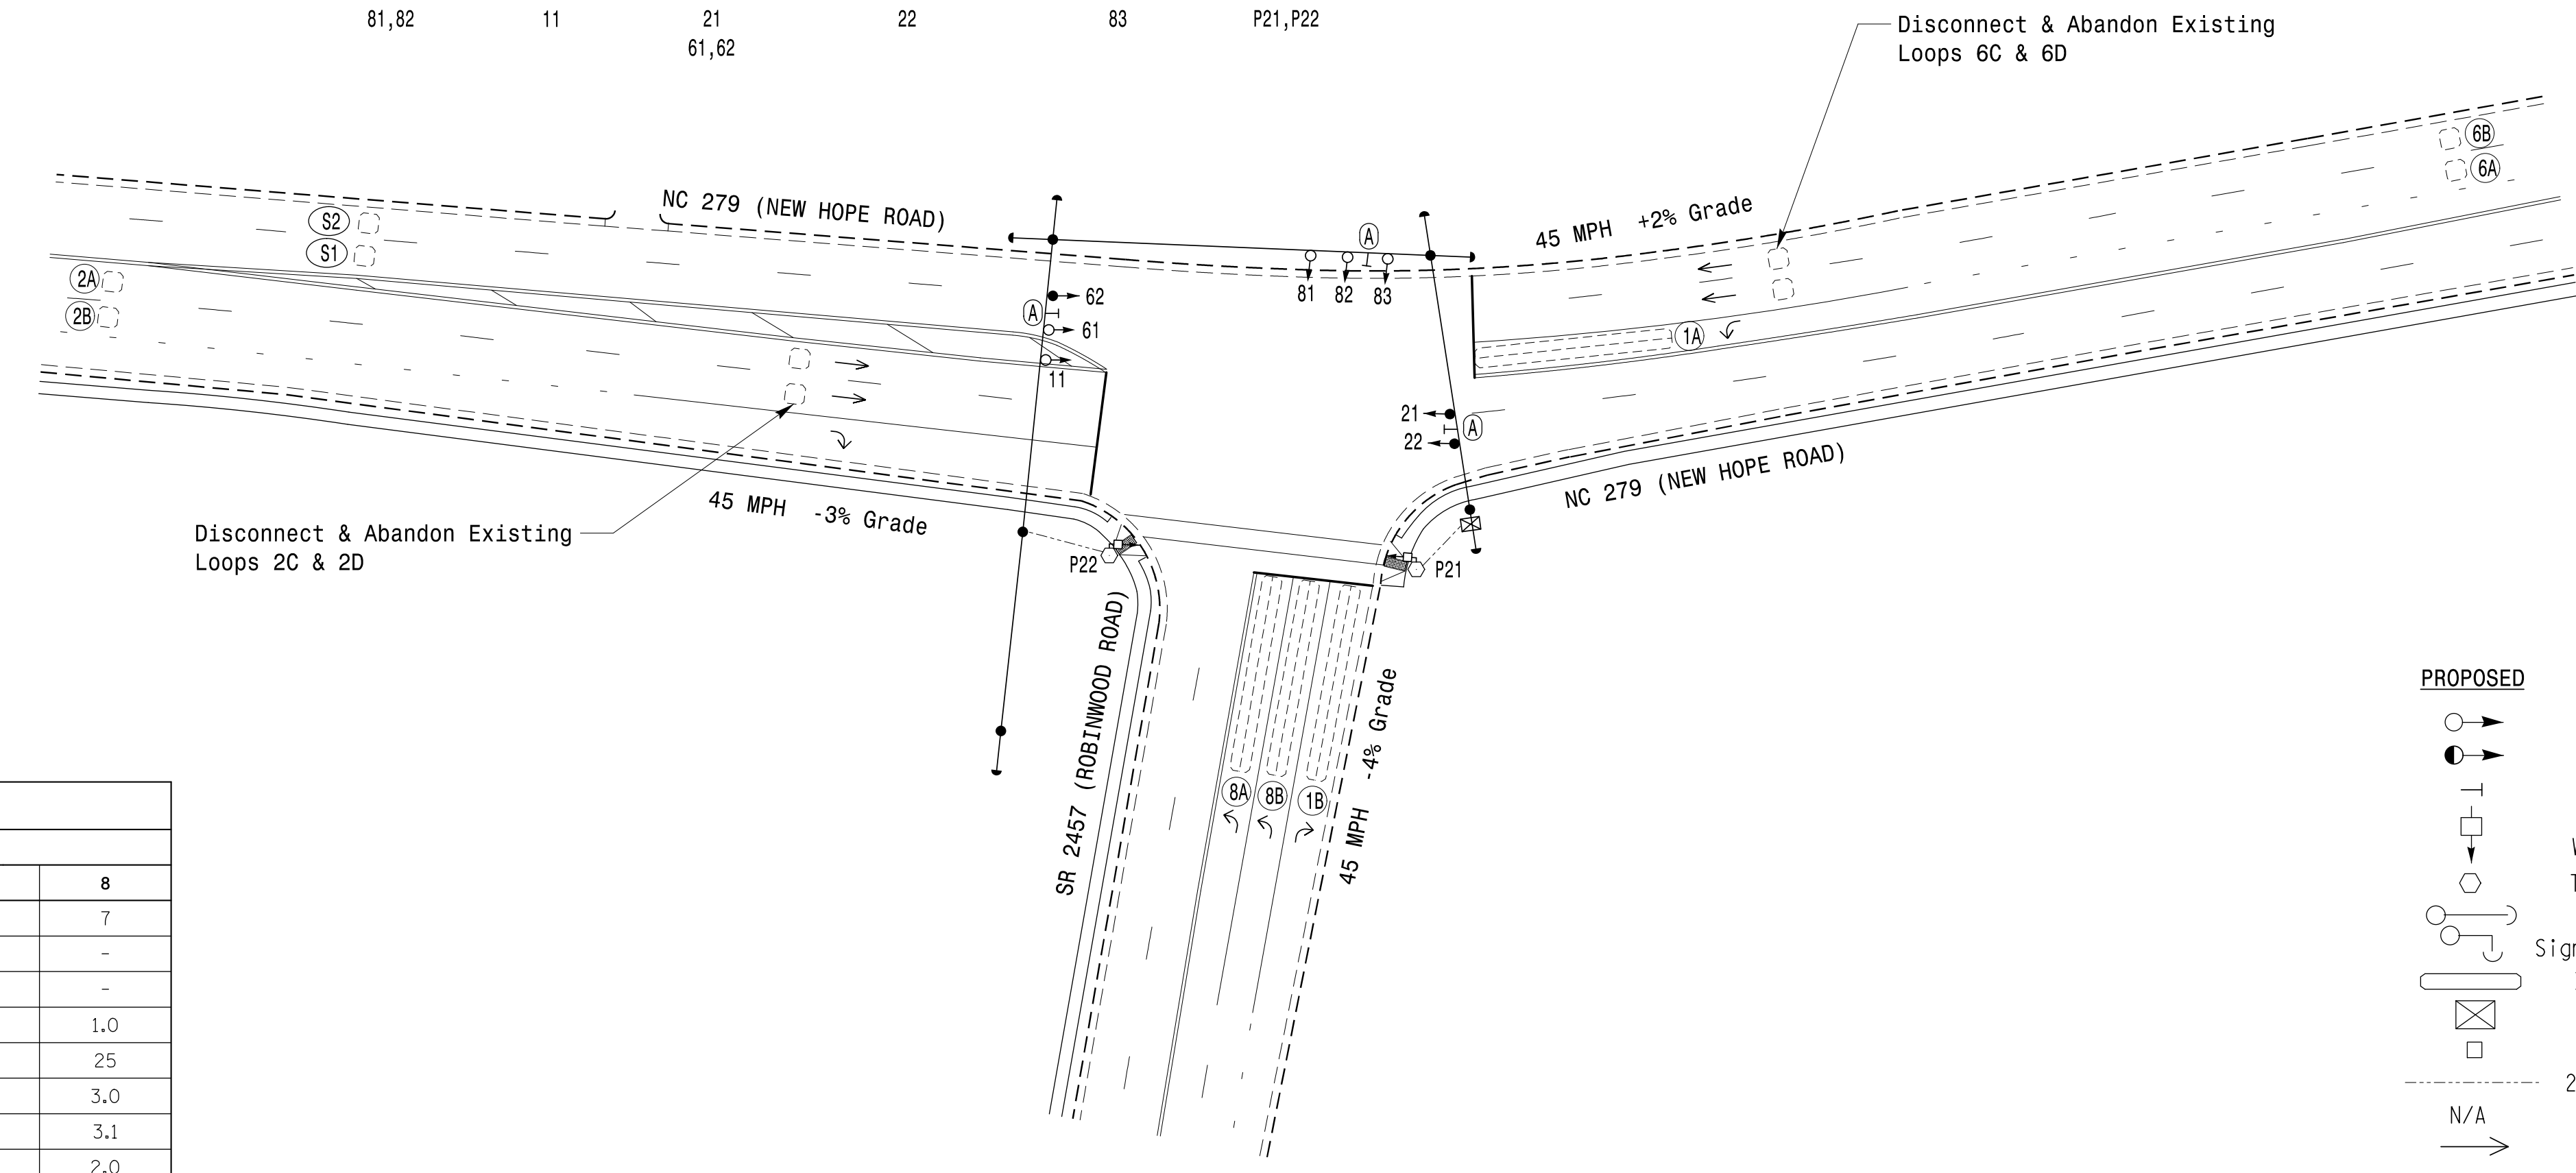 81,82 11 21 22 83 P21,P22
61,62
Disconnect & Abandon Existing
Loops 6C & 6D
6B
6A
S2
S1
NC 279 (NEW HOPE ROAD)
45 MPH +2% Grade
A
81 82 83
2A
2B
62
A
61
11
1A
21
A
22
NC 279 (NEW HOPE ROAD)
45 MPH -3% Grade
Disconnect & Abandon Existing
Loops 2C & 2D
P22
P21
SR 2457 (ROBINWOOD ROAD)
45 MPH -4% Grade
8A 8B 1B
PROPOSED
Sign
2
N/A
8
7
-
-
1.0
25
3.0
3.1
2.0